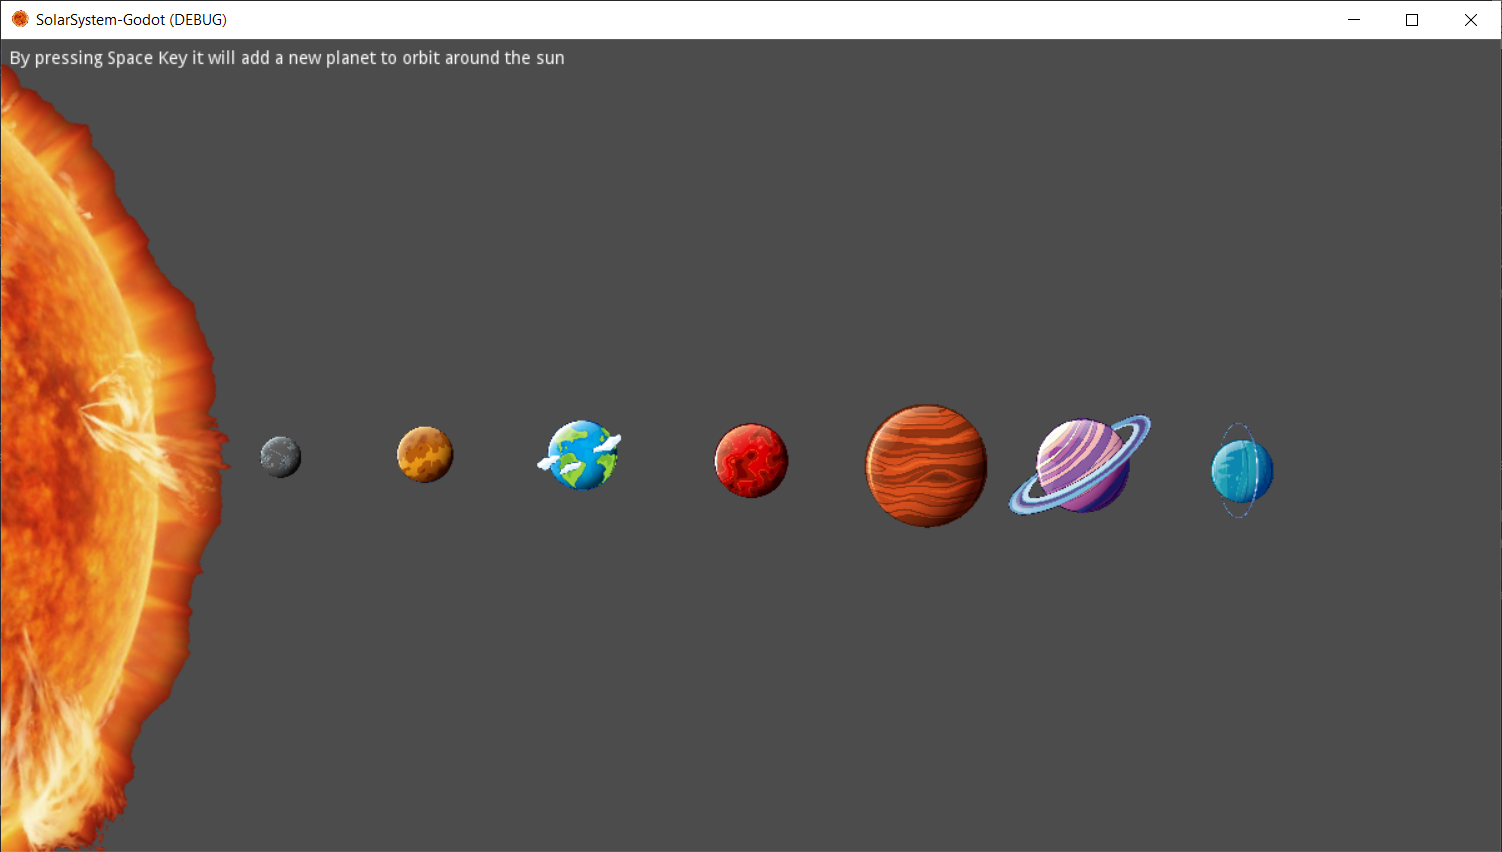 SolarSystem-Godot (DEBUG)
By pressing Space Key it will add a new planet to orbit around the sun